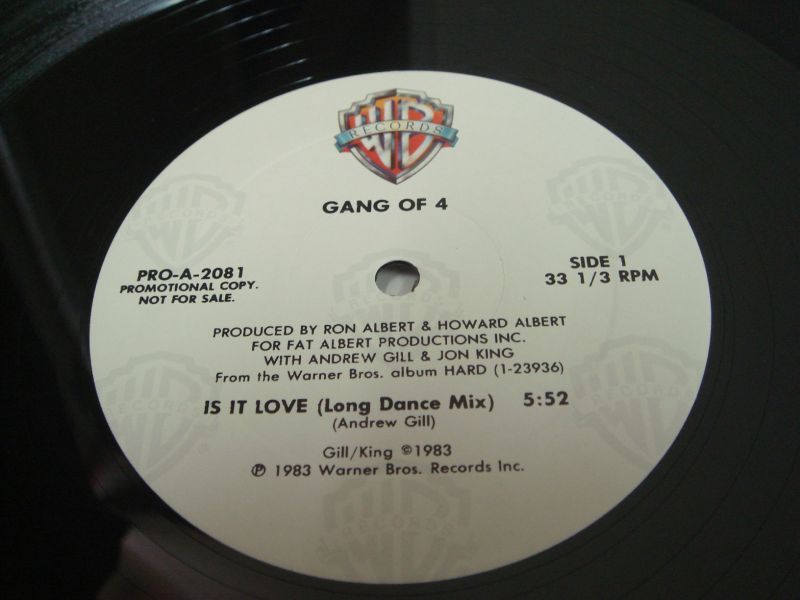 WB
RECORDS
GANG OF 4
PRO-A-2081
PROMOTIONAL COPY.
NOT FOR SALE.
SIDE 1
33 1/3 RPM
PRODUCED BY RON ALBERT & HOWARD ALBERT
FOR FAT ALBERT PRODUCTIONS INC.
WITH ANDREW GILL & JON KING
From the Warner Bros. album HARD (1-23936)
IS IT LOVE (Long Dance Mix) 5:52
(Andrew Gill)
Gill/King ©1983
℗ 1983 Warner Bros. Records Inc.